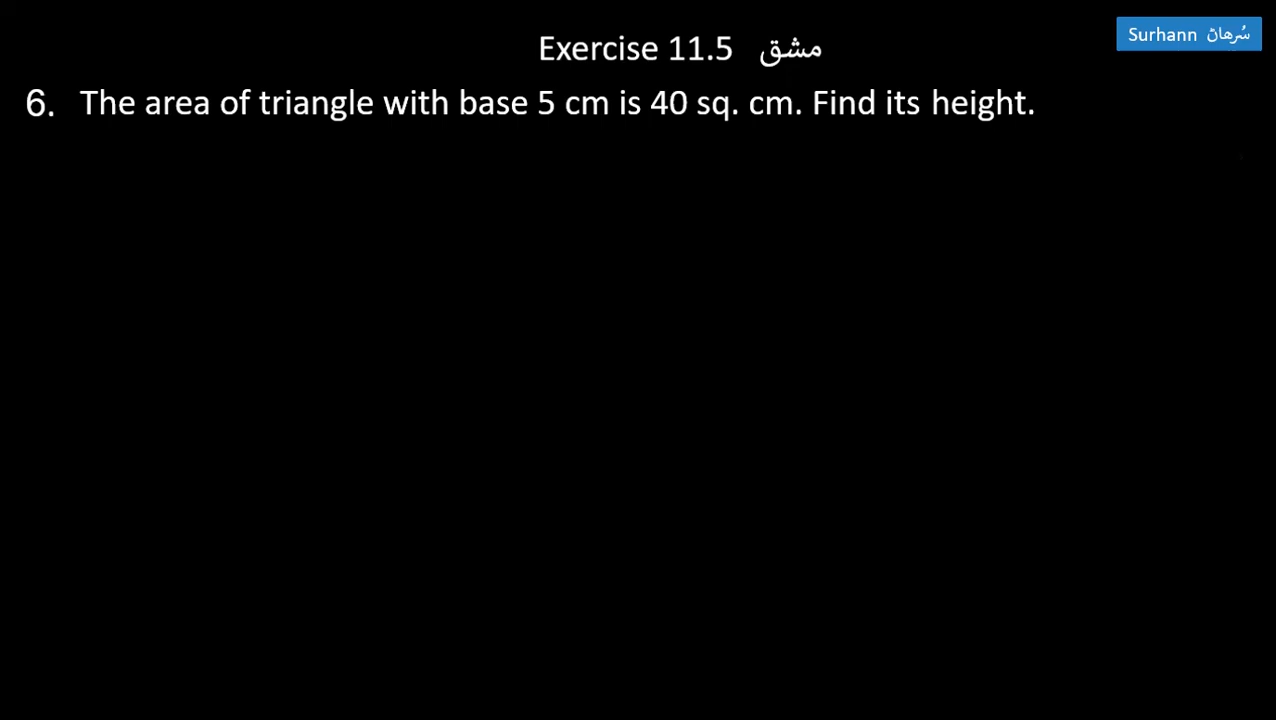 Exercise 11.5 مشق
Surhann سُرھاݨ
6. The area of triangle with base 5 cm is 40 sq. cm. Find its height.